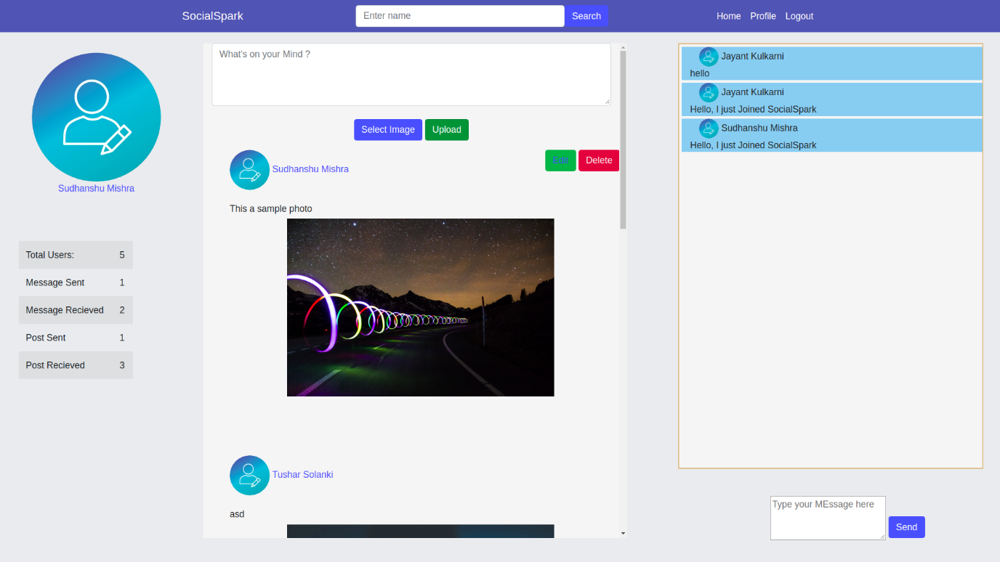 SocialSpark
Enter name
Search
Home Profile Logout
Sudhanshu Mishra
Total Users: 5
Message Sent 1
Message Recieved 2
Post Sent 1
Post Recieved 3
What's on your Mind ?
Select Image Upload
Sudhanshu Mishra
Edit Delete
This a sample photo
Tushar Solanki
asd
Jayant Kulkarni
hello
Jayant Kulkarni
Hello, I just Joined SocialSpark
Sudhanshu Mishra
Hello, I just Joined SocialSpark
Type your MEssage here
Send